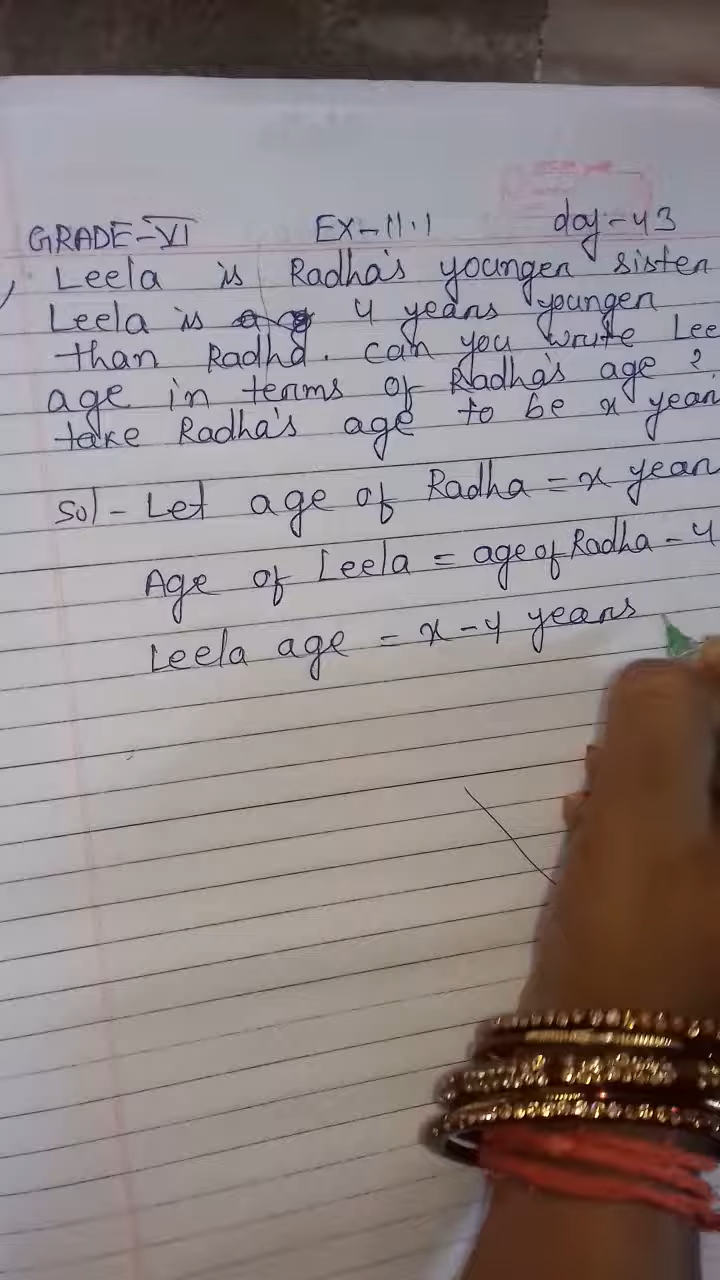 GRADE-VI EX-11.1 day-43
, Leela is Radha's younger sister
Leela is 4 years younger
than Radha. can you write Lee
age in terms of Radha's age ?
take Radha's age to be x year
Sol - Let age of Radha = x year
Age of Leela = age of Radha - 4
Leela age = x - 4 years